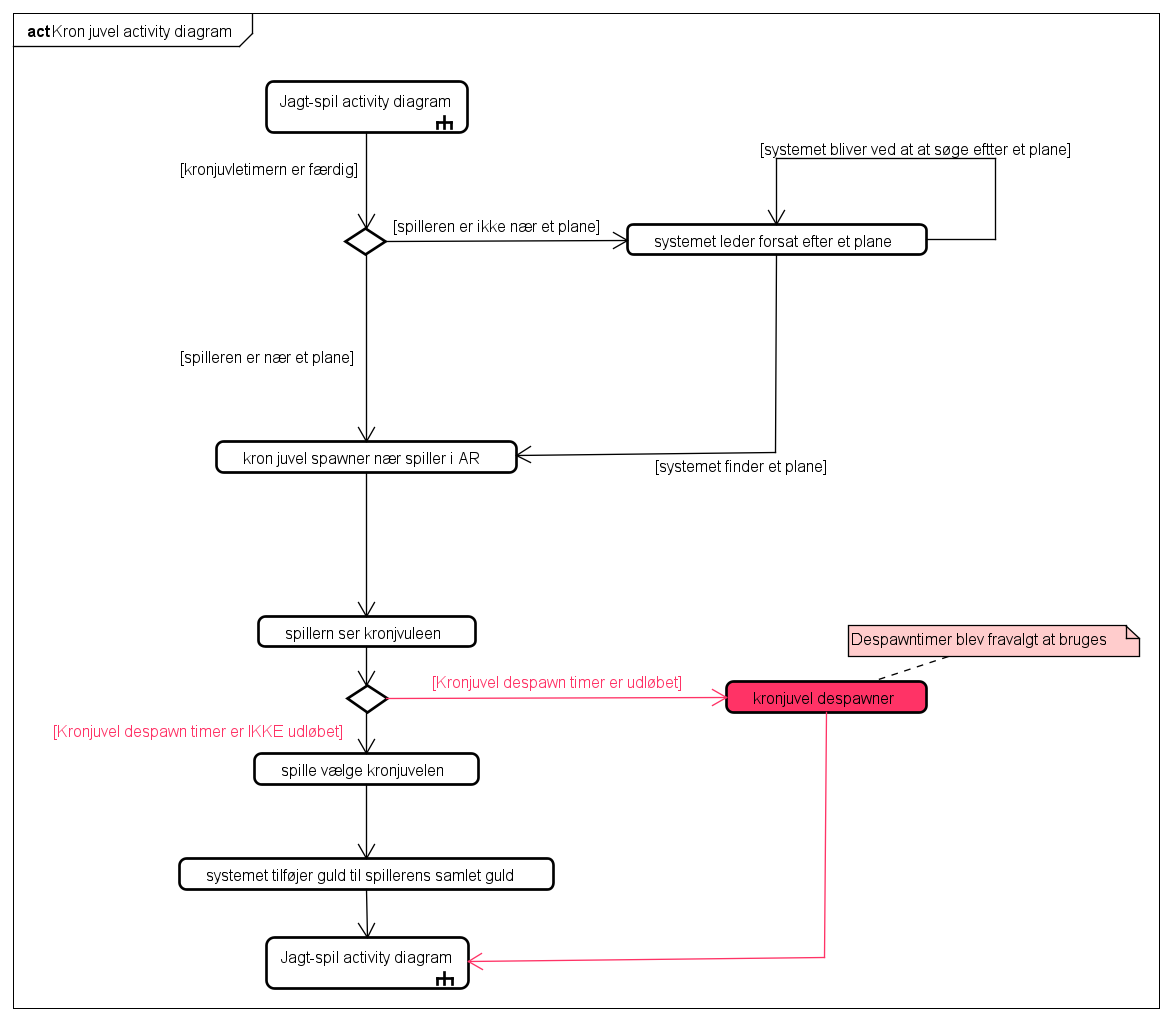 act Kron juvel activity diagram
Jagt-spil activity diagram
[systemet bliver ved at at søge eftter et plane]
[kronjuvletimern er færdig]
[spilleren er ikke nær et plane]
systemet leder forsat efter et plane
[spilleren er nær et plane]
kron juvel spawner nær spiller i AR
[systemet finder et plane]
spillern ser kronjvuleen
Despawntimer blev fravalgt at bruges
[Kronjuvel despawn timer er udløbet]
kronjuvel despawner
[Kronjuvel despawn timer er IKKE udløbet]
spille vælge kronjuvelen
systemet tilføjer guld til spillerens samlet guld
Jagt-spil activity diagram